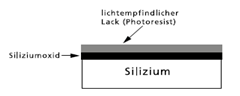 lichtempfindlicher
Lack (Photoresist)
Siliziumoxid
Silizium